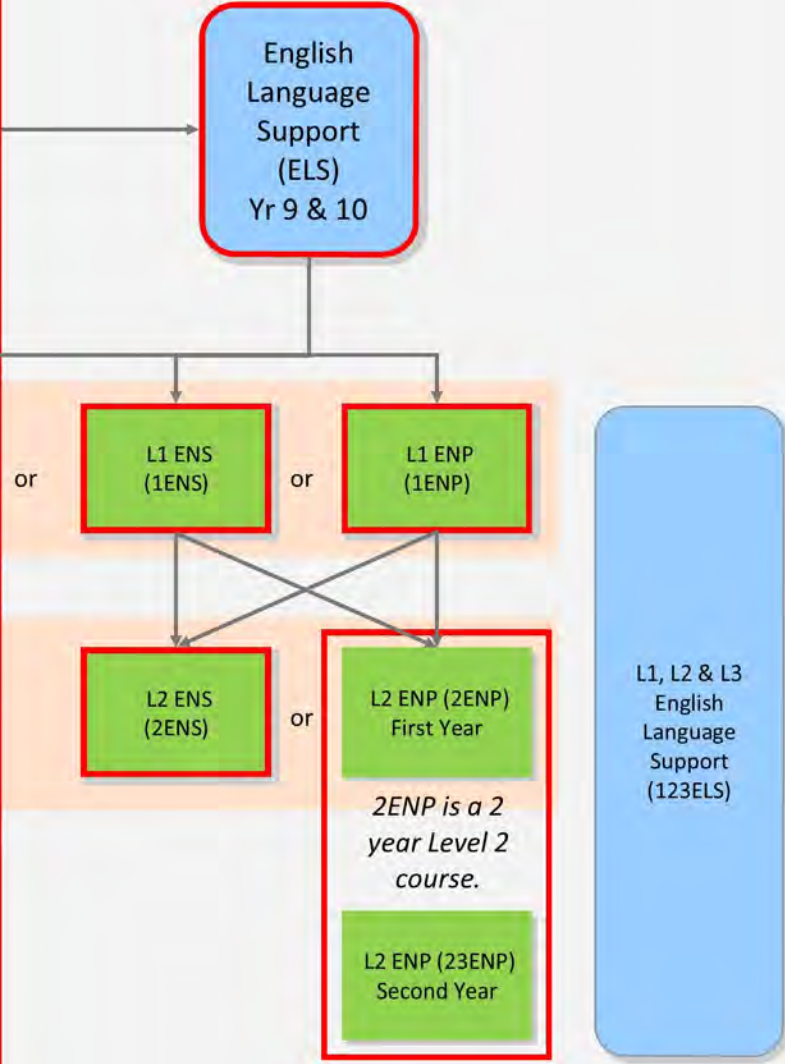 English
Language
Support
(ELS)
Yr 9 & 10
or
L1 ENS
(1ENS)
or
L1 ENP
(1ENP)
L2 ENS
(2ENS)
or
L2 ENP (2ENP)
First Year
2ENP is a 2
year Level 2
course.
L2 ENP (23ENP)
Second Year
L1, L2 & L3
English
Language
Support
(123ELS)